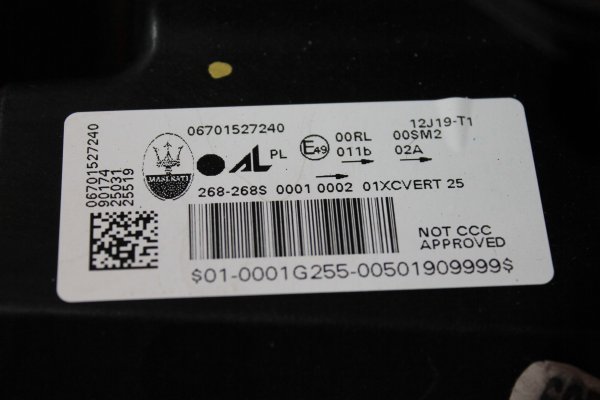 06701527240
90174
25031
25519
06701527240
MASERATI
AL PL
E49
00RL 00SM2
011b 02A
12J19-T1
268-268S 0001 0002 01XCVERT 25
NOT CCC
APPROVED
$01-0001G255-00501909999$